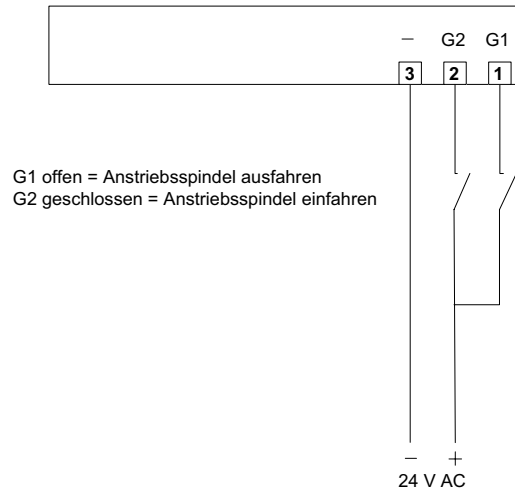 – G2 G1
3 2 1
G1 offen = Anstriebsspindel ausfahren
G2 geschlossen = Anstriebsspindel einfahren
– +
24 V AC